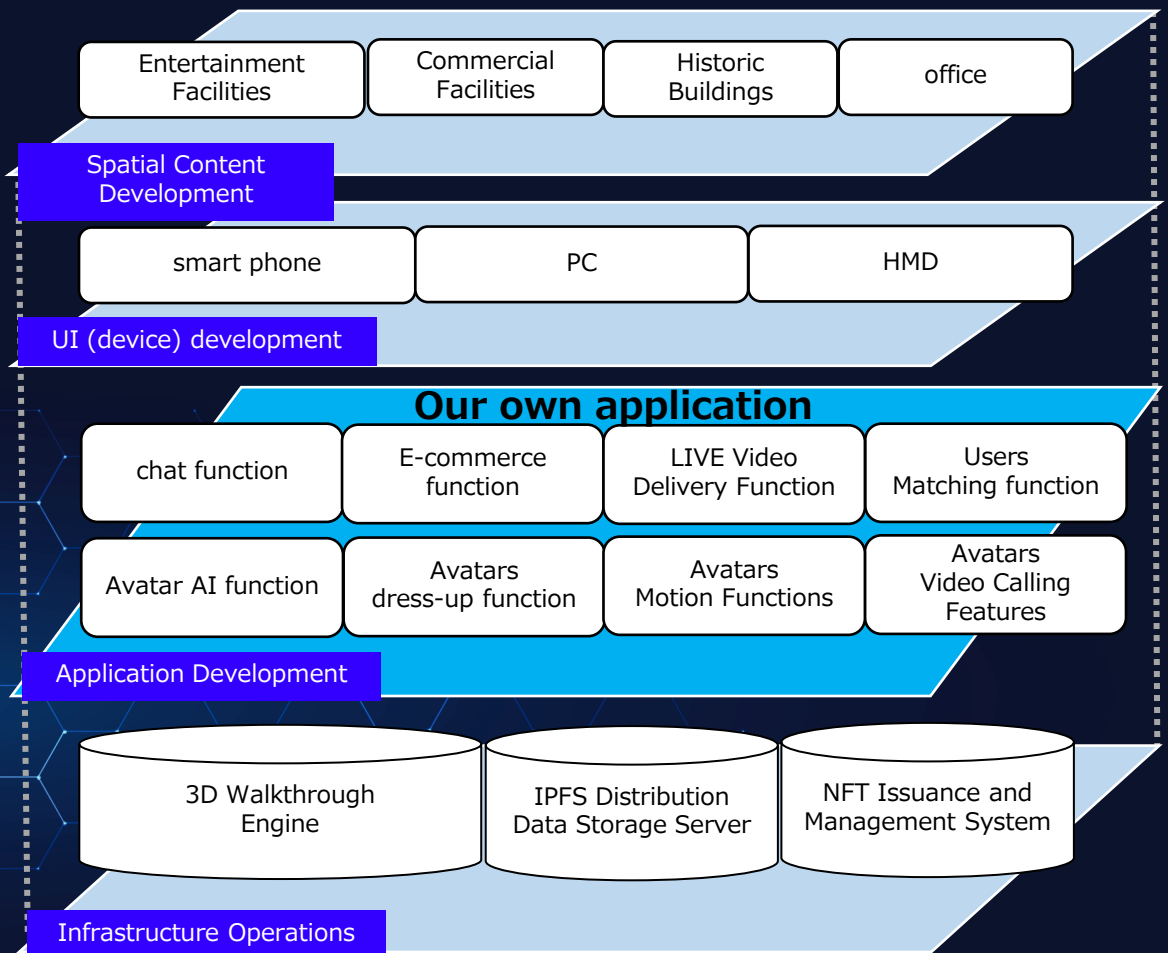 Entertainment
Facilities
Commercial
Facilities
Historic
Buildings
office
Spatial Content
Development
smart phone
PC
HMD
UI (device) development
Our own application
chat function
E-commerce
function
LIVE Video
Delivery Function
Users
Matching function
Avatar AI function
Avatars
dress-up function
Avatars
Motion Functions
Avatars
Video Calling
Features
Application Development
3D Walkthrough
Engine
IPFS Distribution
Data Storage Server
NFT Issuance and
Management System
Infrastructure Operations